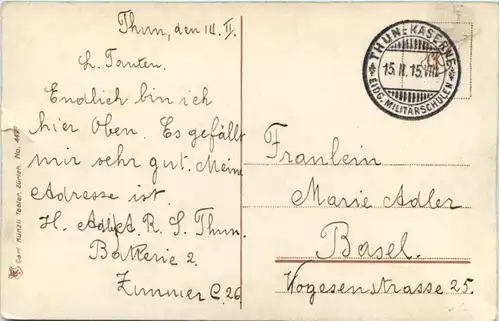 Thun, den 14. II.
L. Tanten.
Endlich bin ich
hier Oben. Es gefällt
mir sehr gut. Meine
Adresse ist.
H. A. R. S. Thun.
Batterie 2
Zimmer C 26
THUN-KASERNE
15. II. 15. VIII
EIDG. MILITÄRSCHULEN
Fraulein
Marie Adler
Basel.
Vogesenstrasse 25.
Carl Künzli Tobler, Zürich. No.